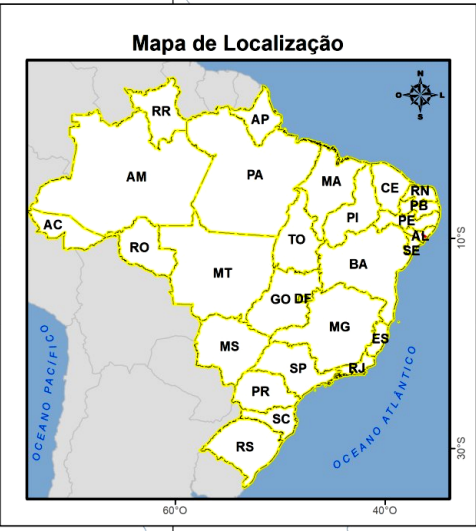 Mapa de Localização
N
O L
S
RR
AP
AM
PA
MA
CE
RN
PB
PI
PE
AL
SE
AC
RO
TO
BA
MT
GO DF
MG
ES
MS
SP
RJ
PR
SC
RS
OCEANO PACÍFICO
OCEANO ATLÂNTICO
10°S
30°S
60°O
40°O